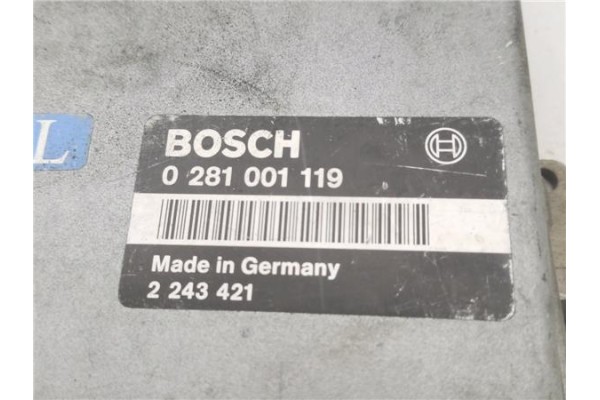 L
BOSCH
0 281 001 119
Made in Germany
2 243 421